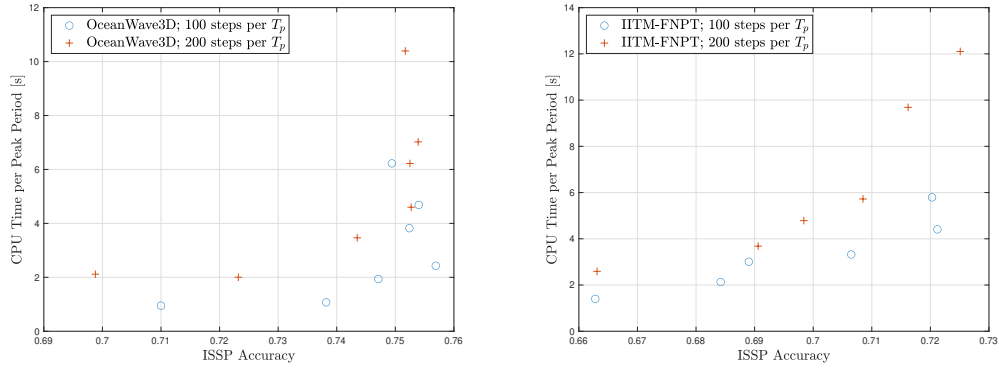 OceanWave3D; 100 steps per Tp
OceanWave3D; 200 steps per Tp
CPU Time per Peak Period [s]
12
10
8
6
4
2
0
0.69 0.7 0.71 0.72 0.73 0.74 0.75 0.76
ISSP Accuracy
IITM-FNPT; 100 steps per Tp
IITM-FNPT; 200 steps per Tp
CPU Time per Peak Period [s]
14
12
10
8
6
4
2
0
0.66 0.67 0.68 0.69 0.7 0.71 0.72 0.73
ISSP Accuracy